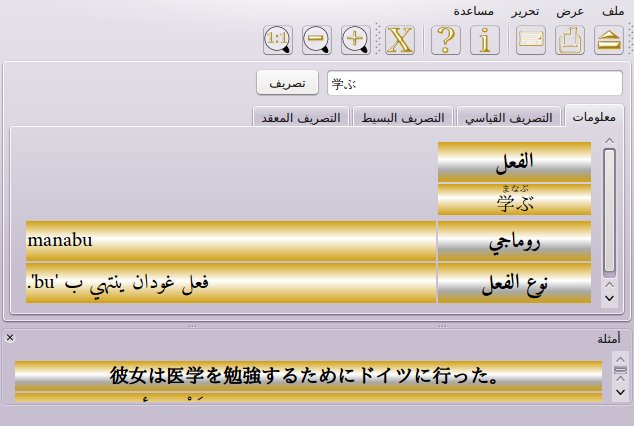 ملف عرض تحرير مساعدة
1:1
X ? i
学ぶ تصريف
معلومات التصريف القياسي التصريف البسيط التصريف المعقد
الفعل
まなぶ
学ぶ
روماجي manabu
نوع الفعل فعل غودان ينتهي ب 'bu'.
أمثلة
彼女は医学を勉強するためにドイツに行った。